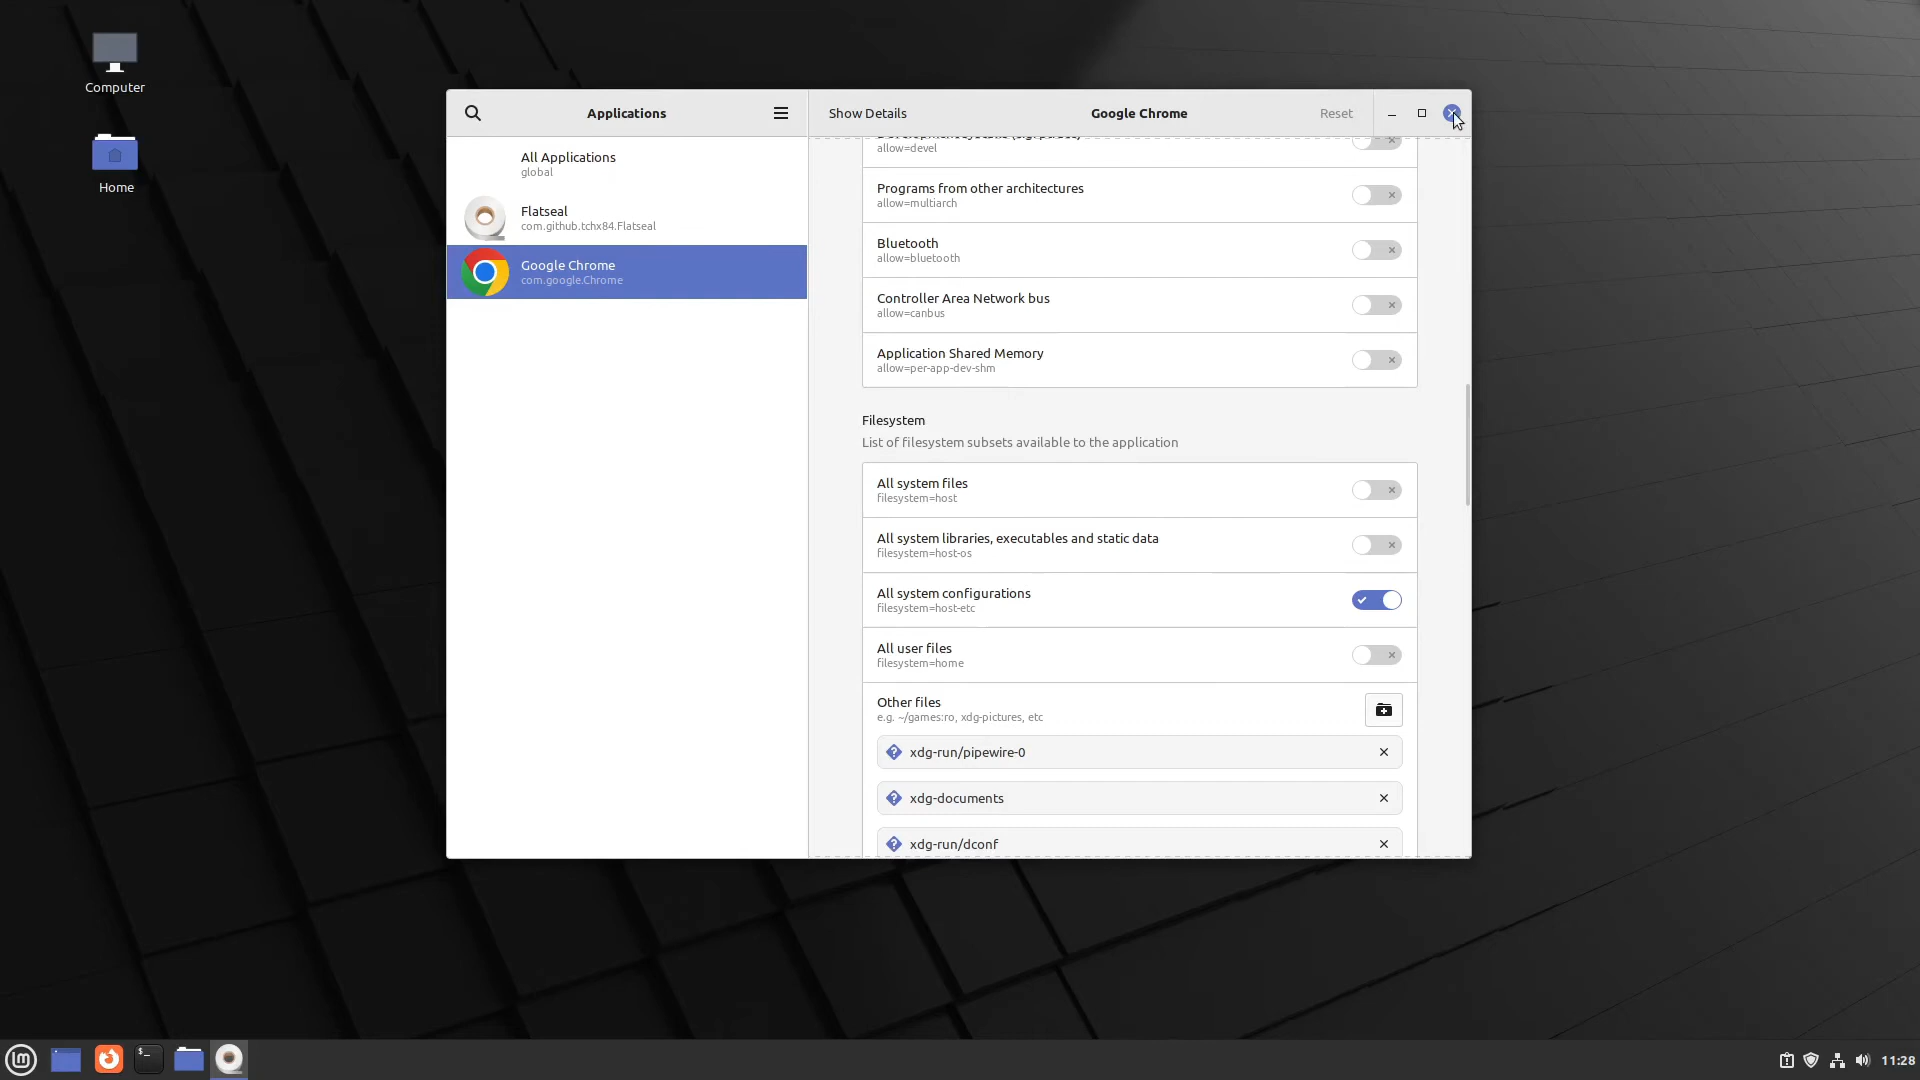 Computer
Home
Applications
Show Details
Google Chrome
Reset
All Applications
global
Flatseal
com.github.tchx84.Flatseal
Google Chrome
com.google.Chrome
allow=devel
Programs from other architectures
allow=multiarch
Bluetooth
allow=bluetooth
Controller Area Network bus
allow=canbus
Application Shared Memory
allow=per-app-dev-shm
Filesystem
List of filesystem subsets available to the application
All system files
filesystem=host
All system libraries, executables and static data
filesystem=host-os
All system configurations
filesystem=host-etc
All user files
filesystem=home
Other files
e.g. ~/games:ro, xdg-pictures, etc
xdg-run/pipewire-0
xdg-documents
xdg-run/dconf
11:28